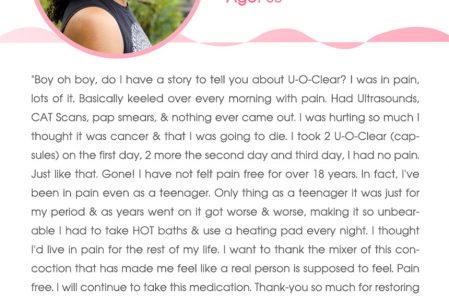 "Boy oh boy, do I have a story to tell you about U-O-Clear? I was in pain,
lots of it. Basically keeled over every morning with pain. Had Ultrasounds,
CAT Scans, pap smears, & nothing ever came out. I was hurting so much I
thought it was cancer & that I was going to die. I took 2 U-O-Clear (cap-
sules) on the first day, 2 more the second day and third day, I had no pain.
Just like that. Gone! I have not felt pain free for over 18 years. In fact, I've
been in pain even as a teenager. Only thing as a teenager it was just for
my period & as years went on it got worse & worse, making it so unbear-
able I had to take HOT baths & use a heating pad every night. I thought
I'd live in pain for the rest of my life. I want to thank the mixer of this con-
coction that has made me feel like a real person is supposed to feel. Pain
free. I will continue to take this medication. Thank-you so much for restoring